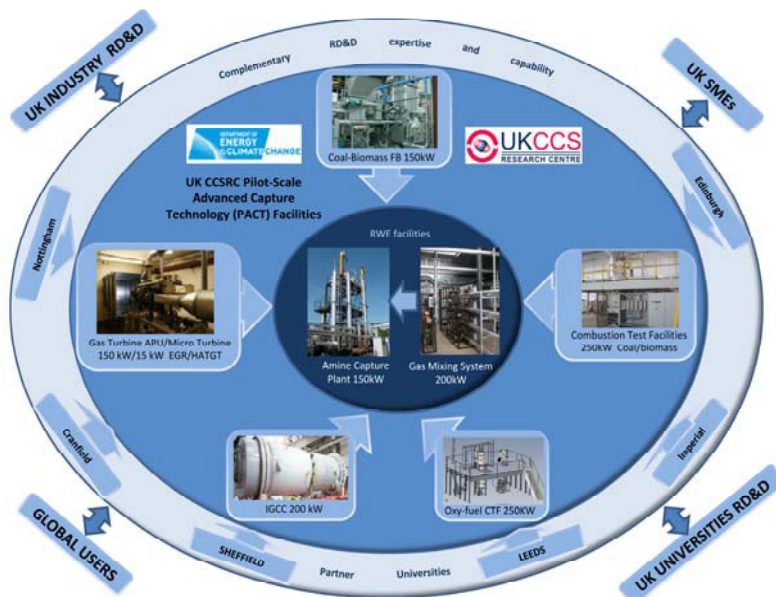 UK INDUSTRY RD&D
Complementary RD&D expertise and capability
UK SMEs
DEPARTMENT OF
ENERGY
& CLIMATE CHANGE
Coal-Biomass FB 150kW
UKCCS
RESEARCH CENTRE
UK CCSRC Pilot-Scale
Advanced Capture
Technology (PACT) Facilities
Nottingham
Edinburgh
RWE facilities
Gas Turbine APU/Micro Turbine
150 kW/15 kW EGR/HATGT
Amine Capture
Plant 150kW
Gas Mixing System
200kW
Combustion Test Facilities
250kW Coal/biomass
Cranfield
Imperial
IGCC 200 kW
Oxy-fuel CTF 250KW
GLOBAL USERS
SHEFFIELD
Partner Universities
LEEDS
UK UNIVERSITIES RD&D